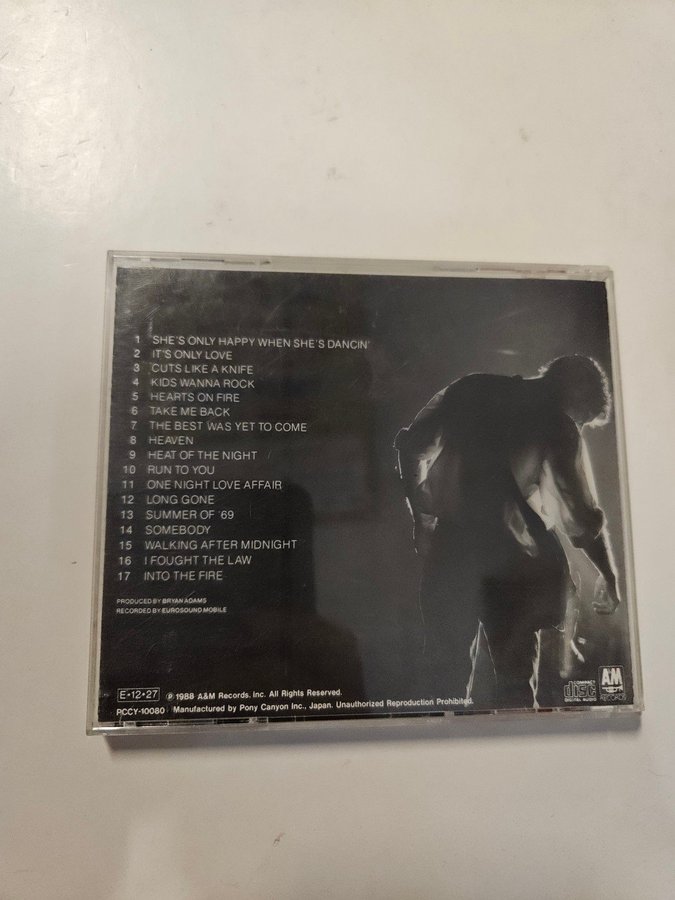 1 SHE'S ONLY HAPPY WHEN SHE'S DANCIN'
2 IT'S ONLY LOVE
3 CUTS LIKE A KNIFE
4 KIDS WANNA ROCK
5 HEARTS ON FIRE
6 TAKE ME BACK
7 THE BEST WAS YET TO COME
8 HEAVEN
9 HEAT OF THE NIGHT
10 RUN TO YOU
11 ONE NIGHT LOVE AFFAIR
12 LONG GONE
13 SUMMER OF '69
14 SOMEBODY
15 WALKING AFTER MIDNIGHT
16 I FOUGHT THE LAW
17 INTO THE FIRE
PRODUCED BY BRYAN ADAMS
RECORDED BY EUROSOUND MOBILE
E•12•27 ℗ 1988 A&M Records, Inc. All Rights Reserved.
PCCY-10080 Manufactured by Pony Canyon Inc., Japan. Unauthorized Reproduction Prohibited.
COMPACT
disc
DIGITAL AUDIO
A&M
RECORDS